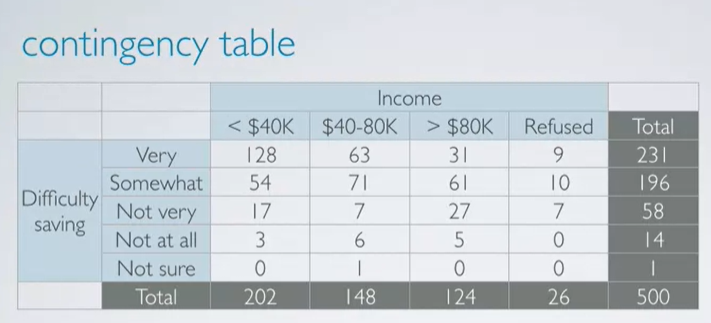 contingency table
Income
< $40K $40-80K > $80K Refused Total
Difficulty saving
Very 128 63 31 9 231
Somewhat 54 71 61 10 196
Not very 17 7 27 7 58
Not at all 3 6 5 0 14
Not sure 0 1 0 0 1
Total 202 148 124 26 500